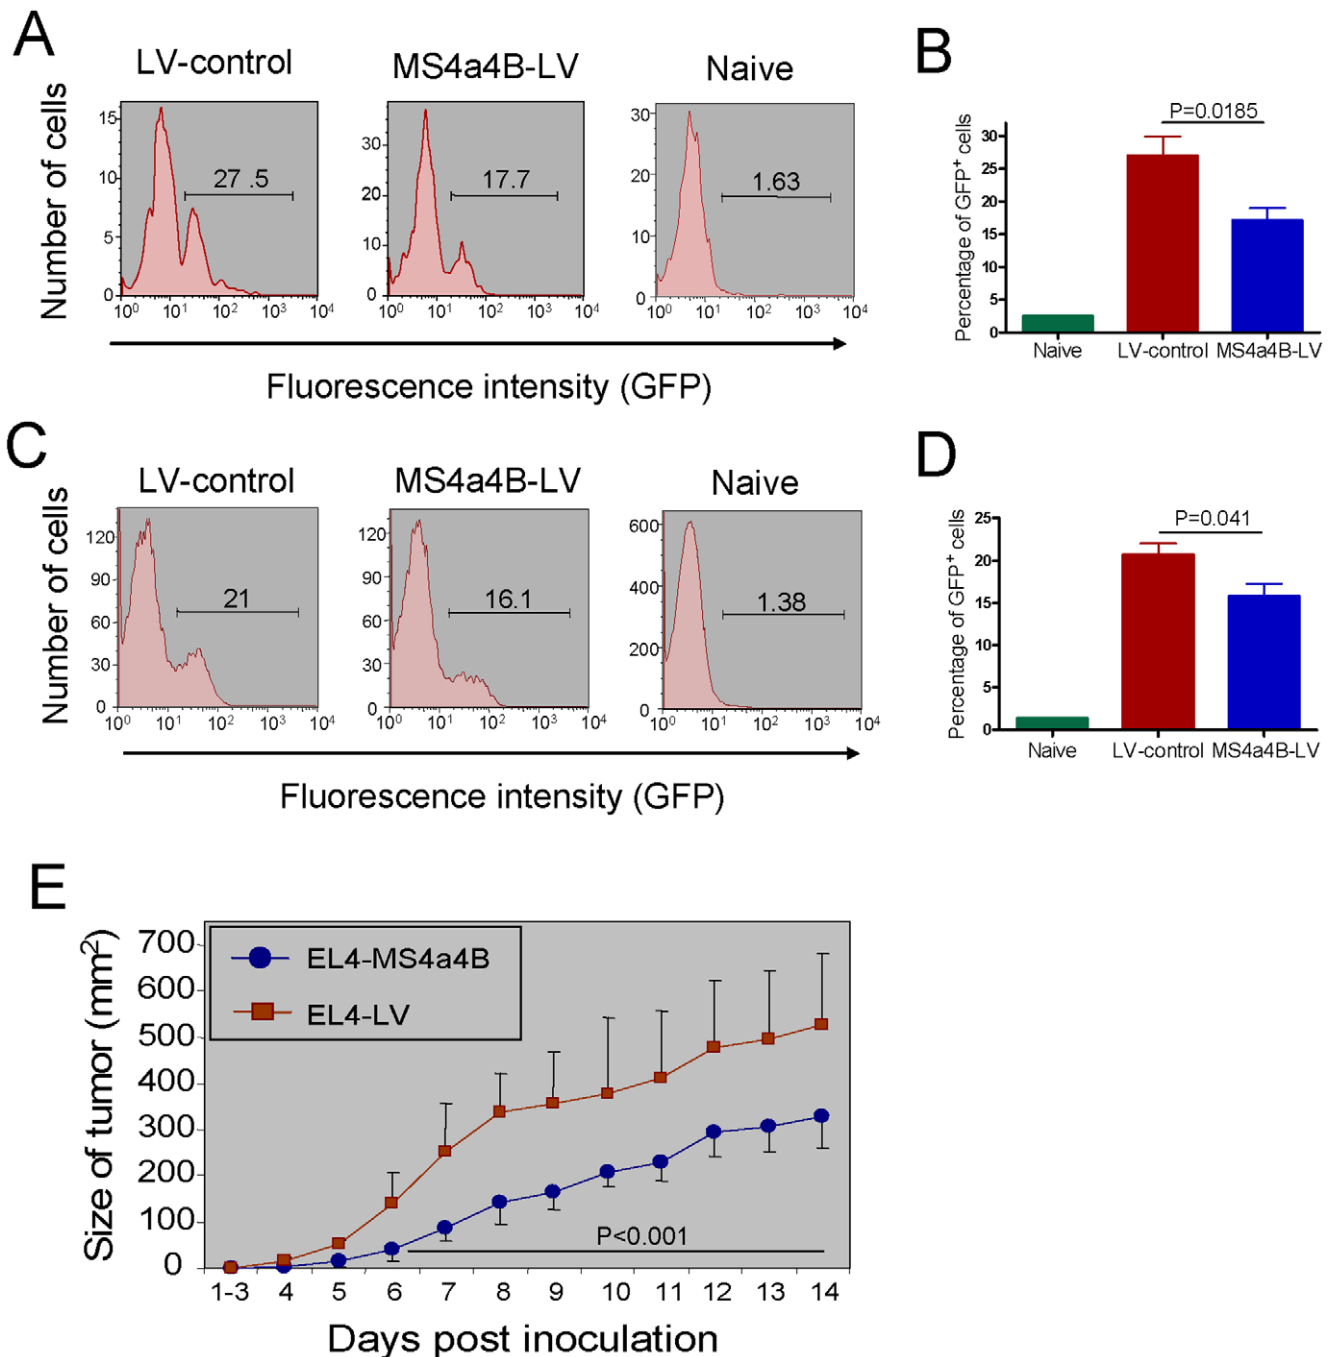 A
LV-control
MS4a4B-LV
Naive
Number of cells
15
10
5
0
27 .5
10⁰ 10¹ 10² 10³ 10⁴
30
20
10
0
17.7
10⁰ 10¹ 10² 10³ 10⁴
30
20
10
0
1.63
10⁰ 10¹ 10² 10³ 10⁴
Fluorescence intensity (GFP)
B
Percentage of GFP⁺ cells
30
25
20
15
10
5
0
P=0.0185
Naive LV-control MS4a4B-LV
C
LV-control
MS4a4B-LV
Naive
Number of cells
120
90
60
30
0
21
10⁰ 10¹ 10² 10³ 10⁴
120
90
60
30
0
16.1
10⁰ 10¹ 10² 10³ 10⁴
600
400
200
0
1.38
10⁰ 10¹ 10² 10³ 10⁴
Fluorescence intensity (GFP)
D
Percentage of GFP⁺ cells
25
20
15
10
5
0
P=0.041
Naive LV-control MS4a4B-LV
E
Size of tumor (mm²)
700
600
500
400
300
200
100
0
EL4-MS4a4B
EL4-LV
P<0.001
1-3 4 5 6 7 8 9 10 11 12 13 14
Days post inoculation